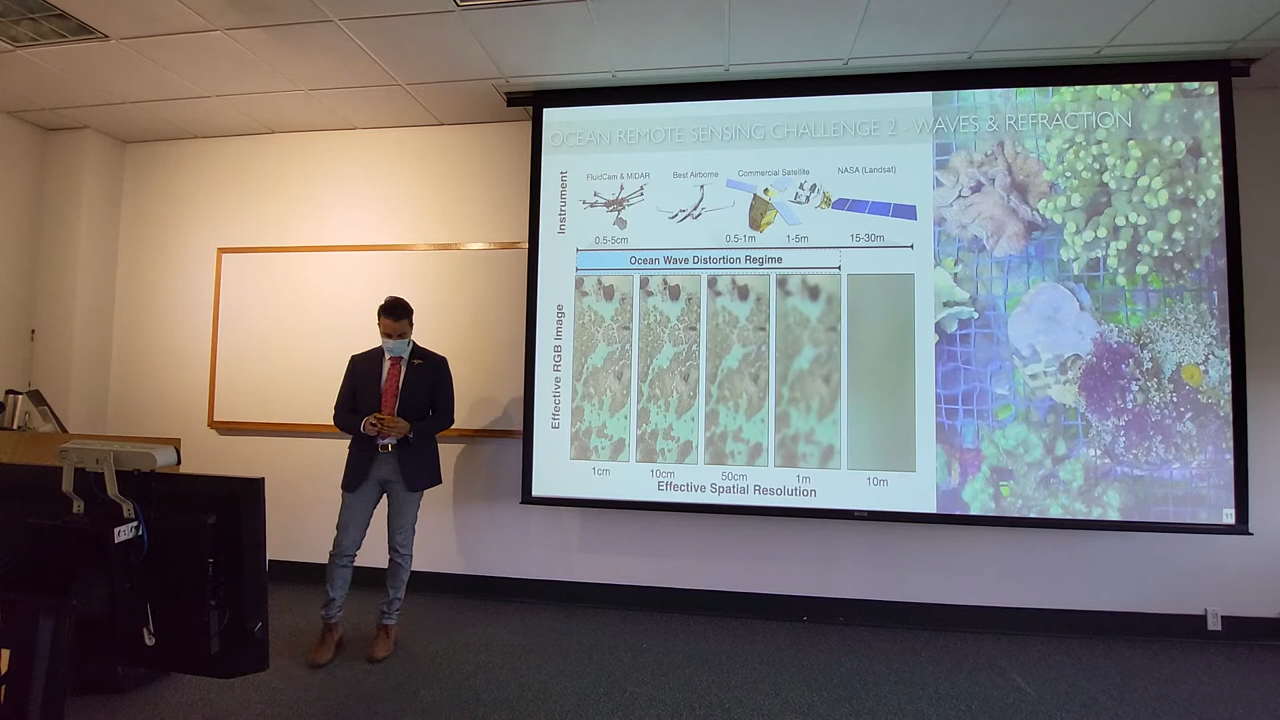 OCEAN REMOTE SENSING CHALLENGE 2 - WAVES & REFRACTION
Instrument
FluidCam & MiDAR
Best Airborne
Commercial Satellite
NASA (Landsat)
0.5-5cm
0.5-1m
1-5m
15-30m
Ocean Wave Distortion Regime
Effective RGB Image
1cm
10cm
50cm
1m
10m
Effective Spatial Resolution
11